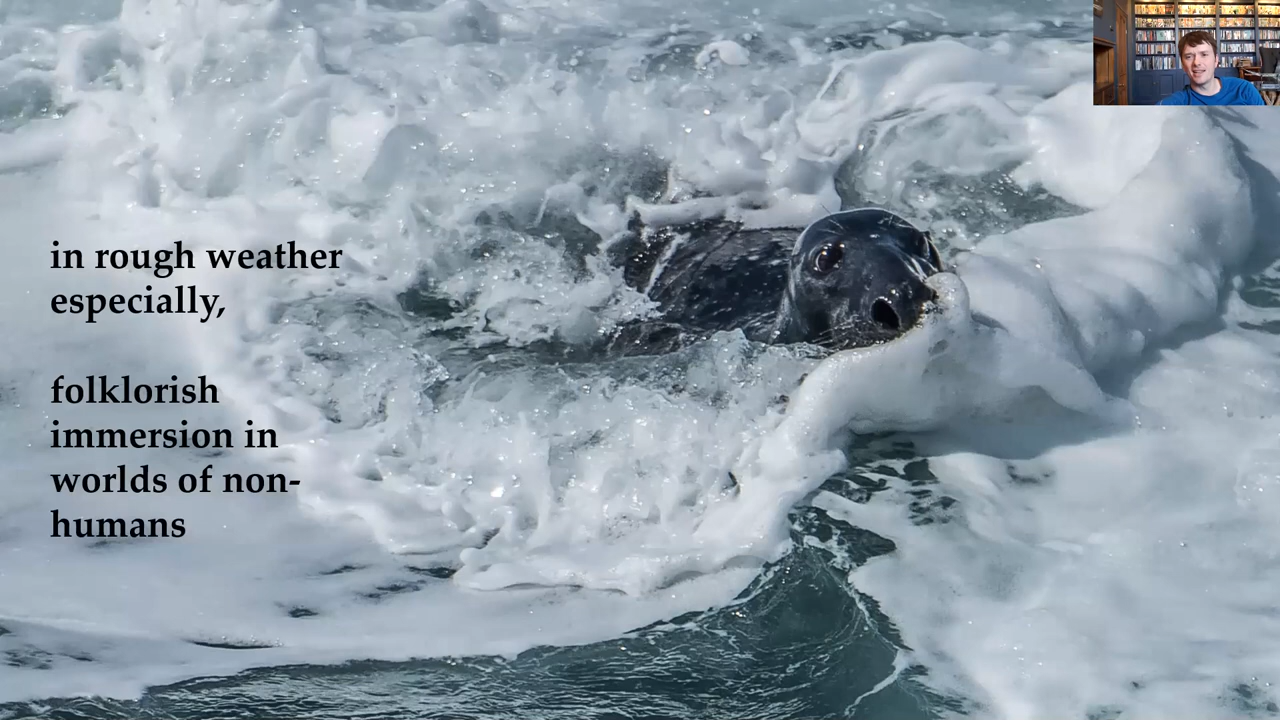 in rough weather
especially,
folklorish
immersion in
worlds of non-
humans